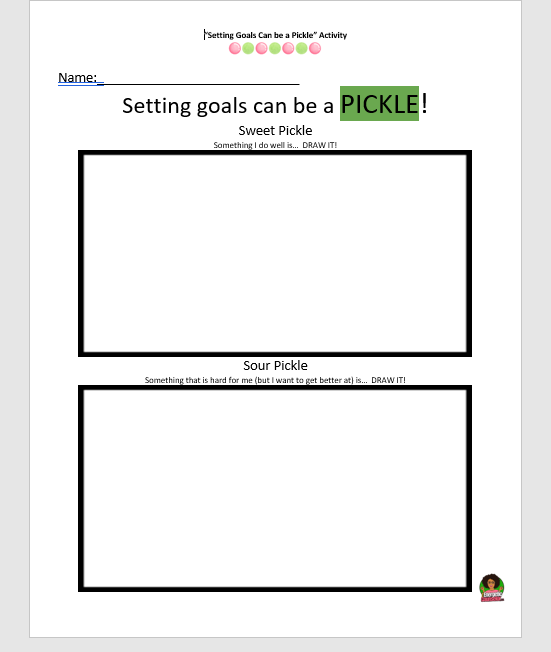 "Setting Goals Can be a Pickle" Activity
Name:
Setting goals can be a PICKLE!
Sweet Pickle
Something I do well is... DRAW IT!
Sour Pickle
Something that is hard for me (but I want to get better at) is... DRAW IT!